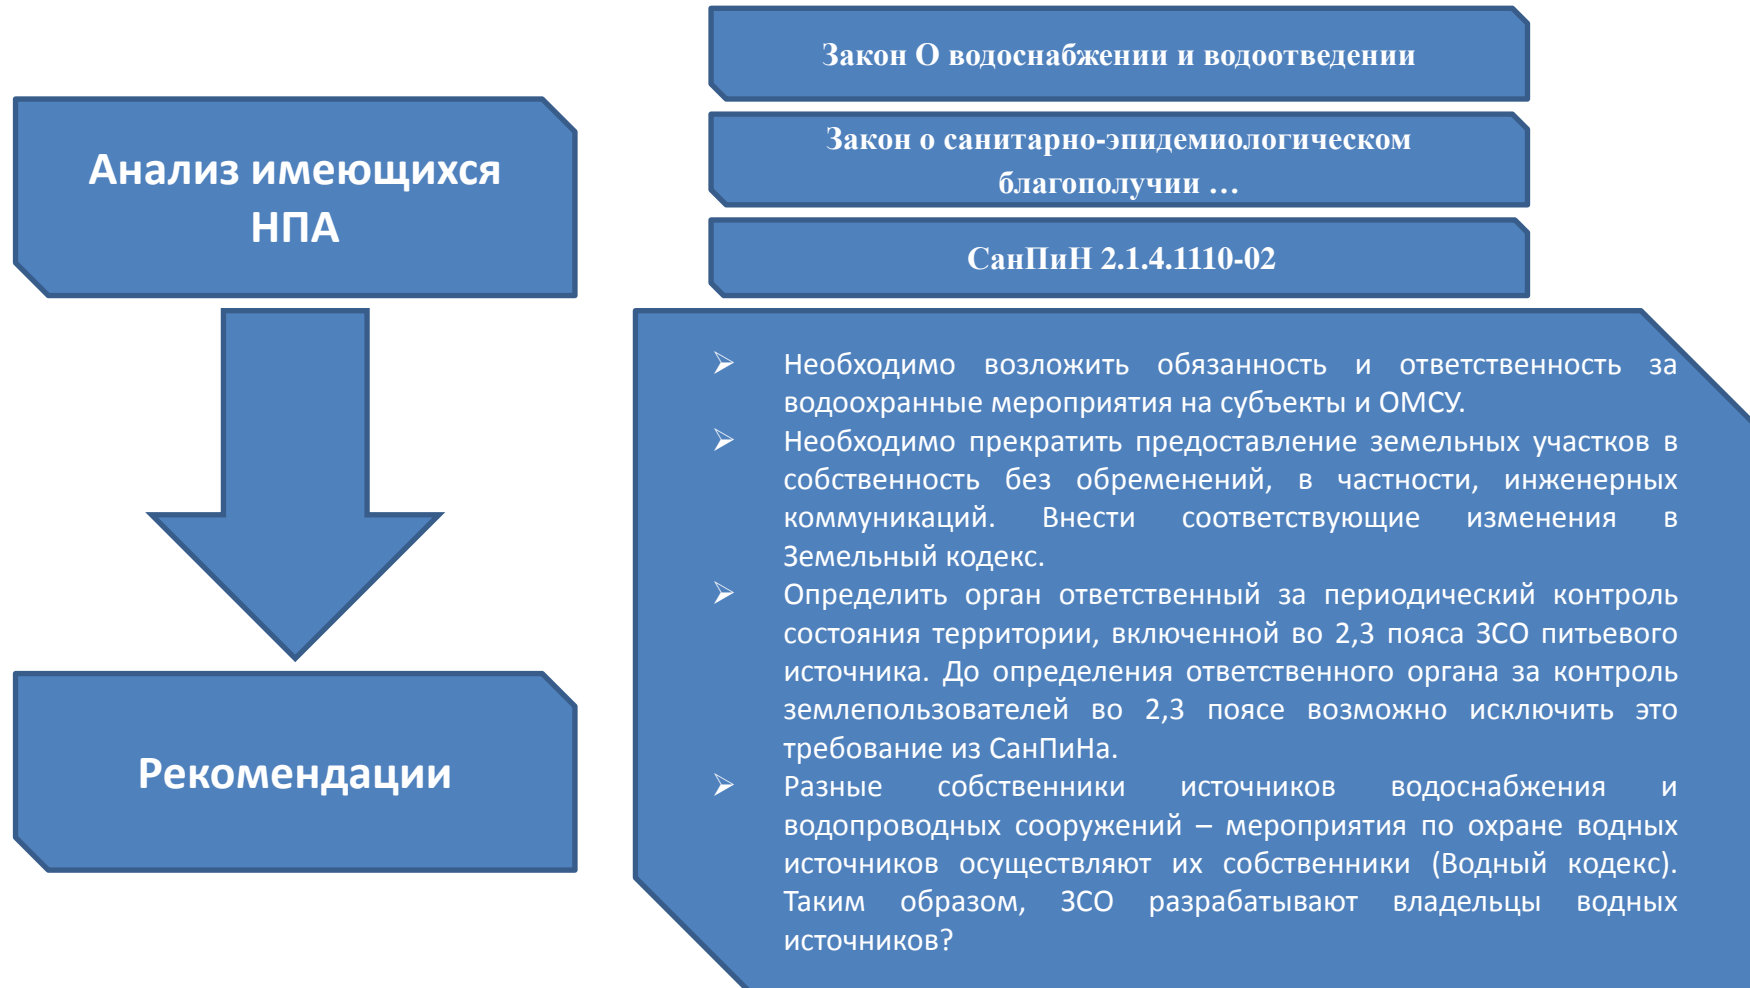 Закон О водоснабжении и водоотведении
Закон о санитарно-эпидемиологическом
благополучии …
СанПиН 2.1.4.1110-02
Анализ имеющихся
НПА
Рекомендации
➢ Необходимо возложить обязанность и ответственность за
водоохранные мероприятия на субъекты и ОМСУ.
➢ Необходимо прекратить предоставление земельных участков в
собственность без обременений, в частности, инженерных
коммуникаций. Внести соответствующие изменения в
Земельный кодекс.
➢ Определить орган ответственный за периодический контроль
состояния территории, включенной во 2,3 пояса ЗСО питьевого
источника. До определения ответственного органа за контроль
землепользователей во 2,3 поясе возможно исключить это
требование из СанПиНа.
➢ Разные собственники источников водоснабжения и
водопроводных сооружений – мероприятия по охране водных
источников осуществляют их собственники (Водный кодекс).
Таким образом, ЗСО разрабатывают владельцы водных
источников?